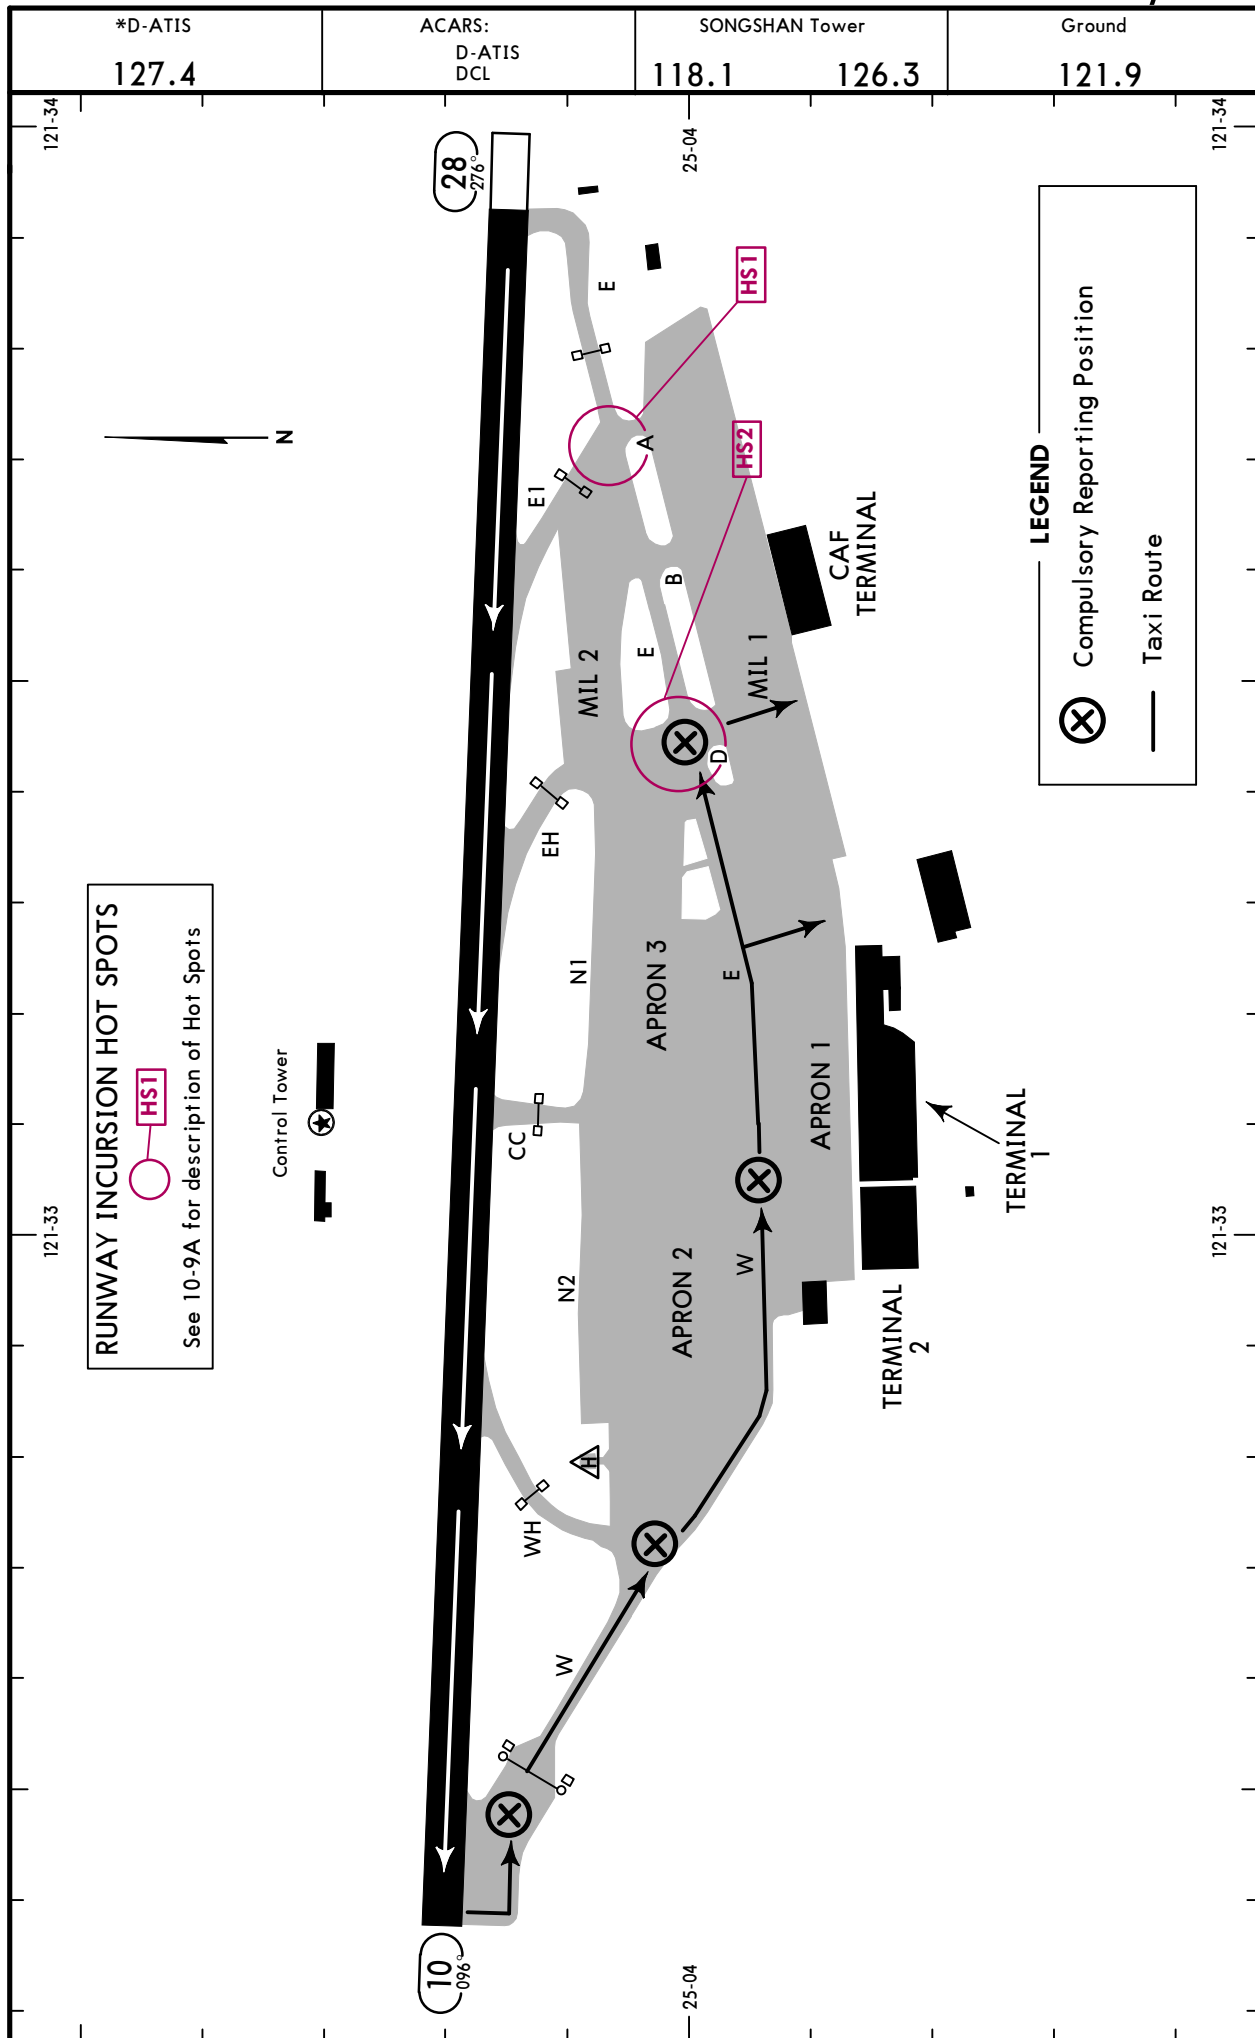 *D-ATIS
127.4
ACARS:
D-ATIS
DCL
SONGSHAN Tower
118.1 126.3
Ground
121.9
121-34
25-04
121-34
28
276°
HS1
E
N
A
HS2
E1
B
E
MIL 2
MIL 1
CAF
TERMINAL
D
EH
LEGEND
Compulsory Reporting Position
Taxi Route
RUNWAY INCURSION HOT SPOTS
HS1
See 10-9A for description of Hot Spots
Control Tower
N1
APRON 3
E
CC
APRON 1
TERMINAL
1
121-33
121-33
N2
APRON 2
W
TERMINAL
2
H
WH
W
10
096°
25-04